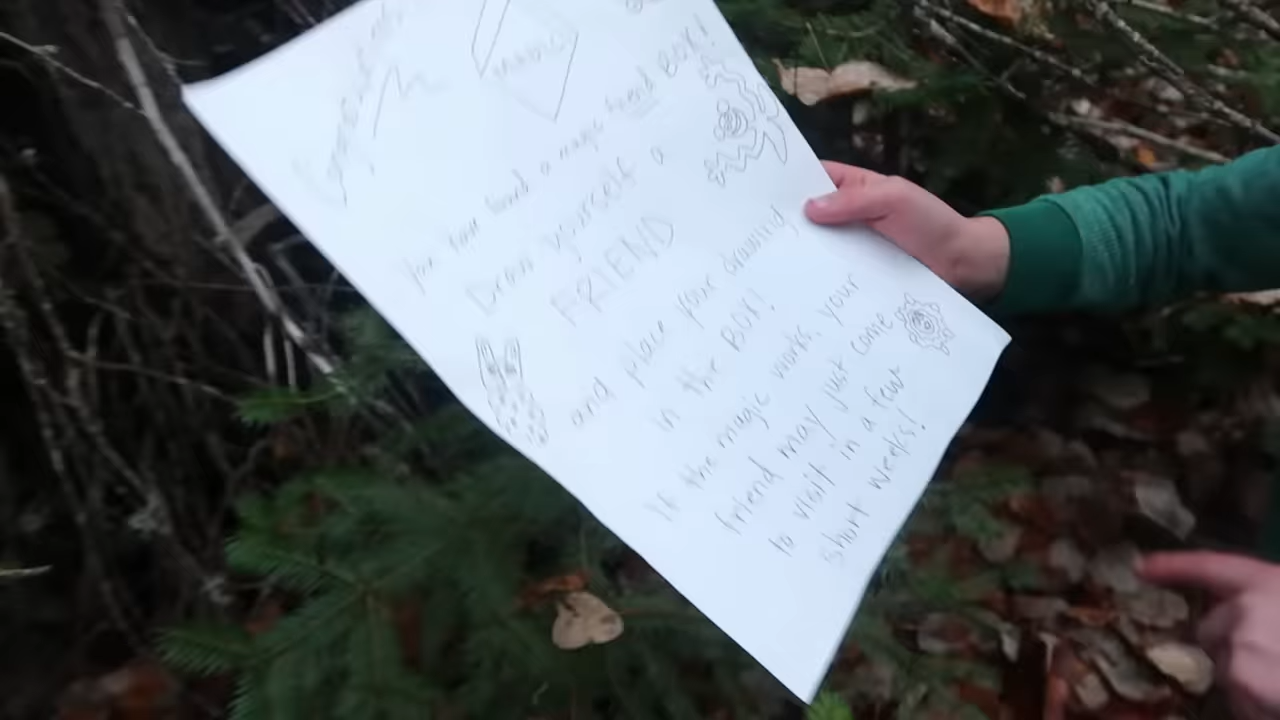 You have found a magic friend BOX!
Draw yourself a
FRIEND
and place your drawing
in the BOX!
If the magic works, your
friend may just come
to visit in a few
short weeks!